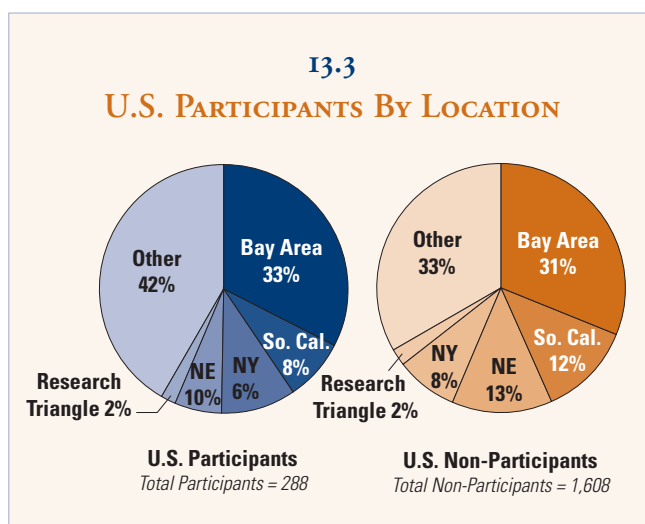 13.3
U.S. Participants By Location
Other
42%
Bay Area
33%
So. Cal.
8%
NY
6%
NE
10%
Research
Triangle 2%
U.S. Participants
Total Participants = 288
Other
33%
Bay Area
31%
So. Cal.
12%
NE
13%
NY
8%
Research
Triangle 2%
U.S. Non-Participants
Total Non-Participants = 1,608